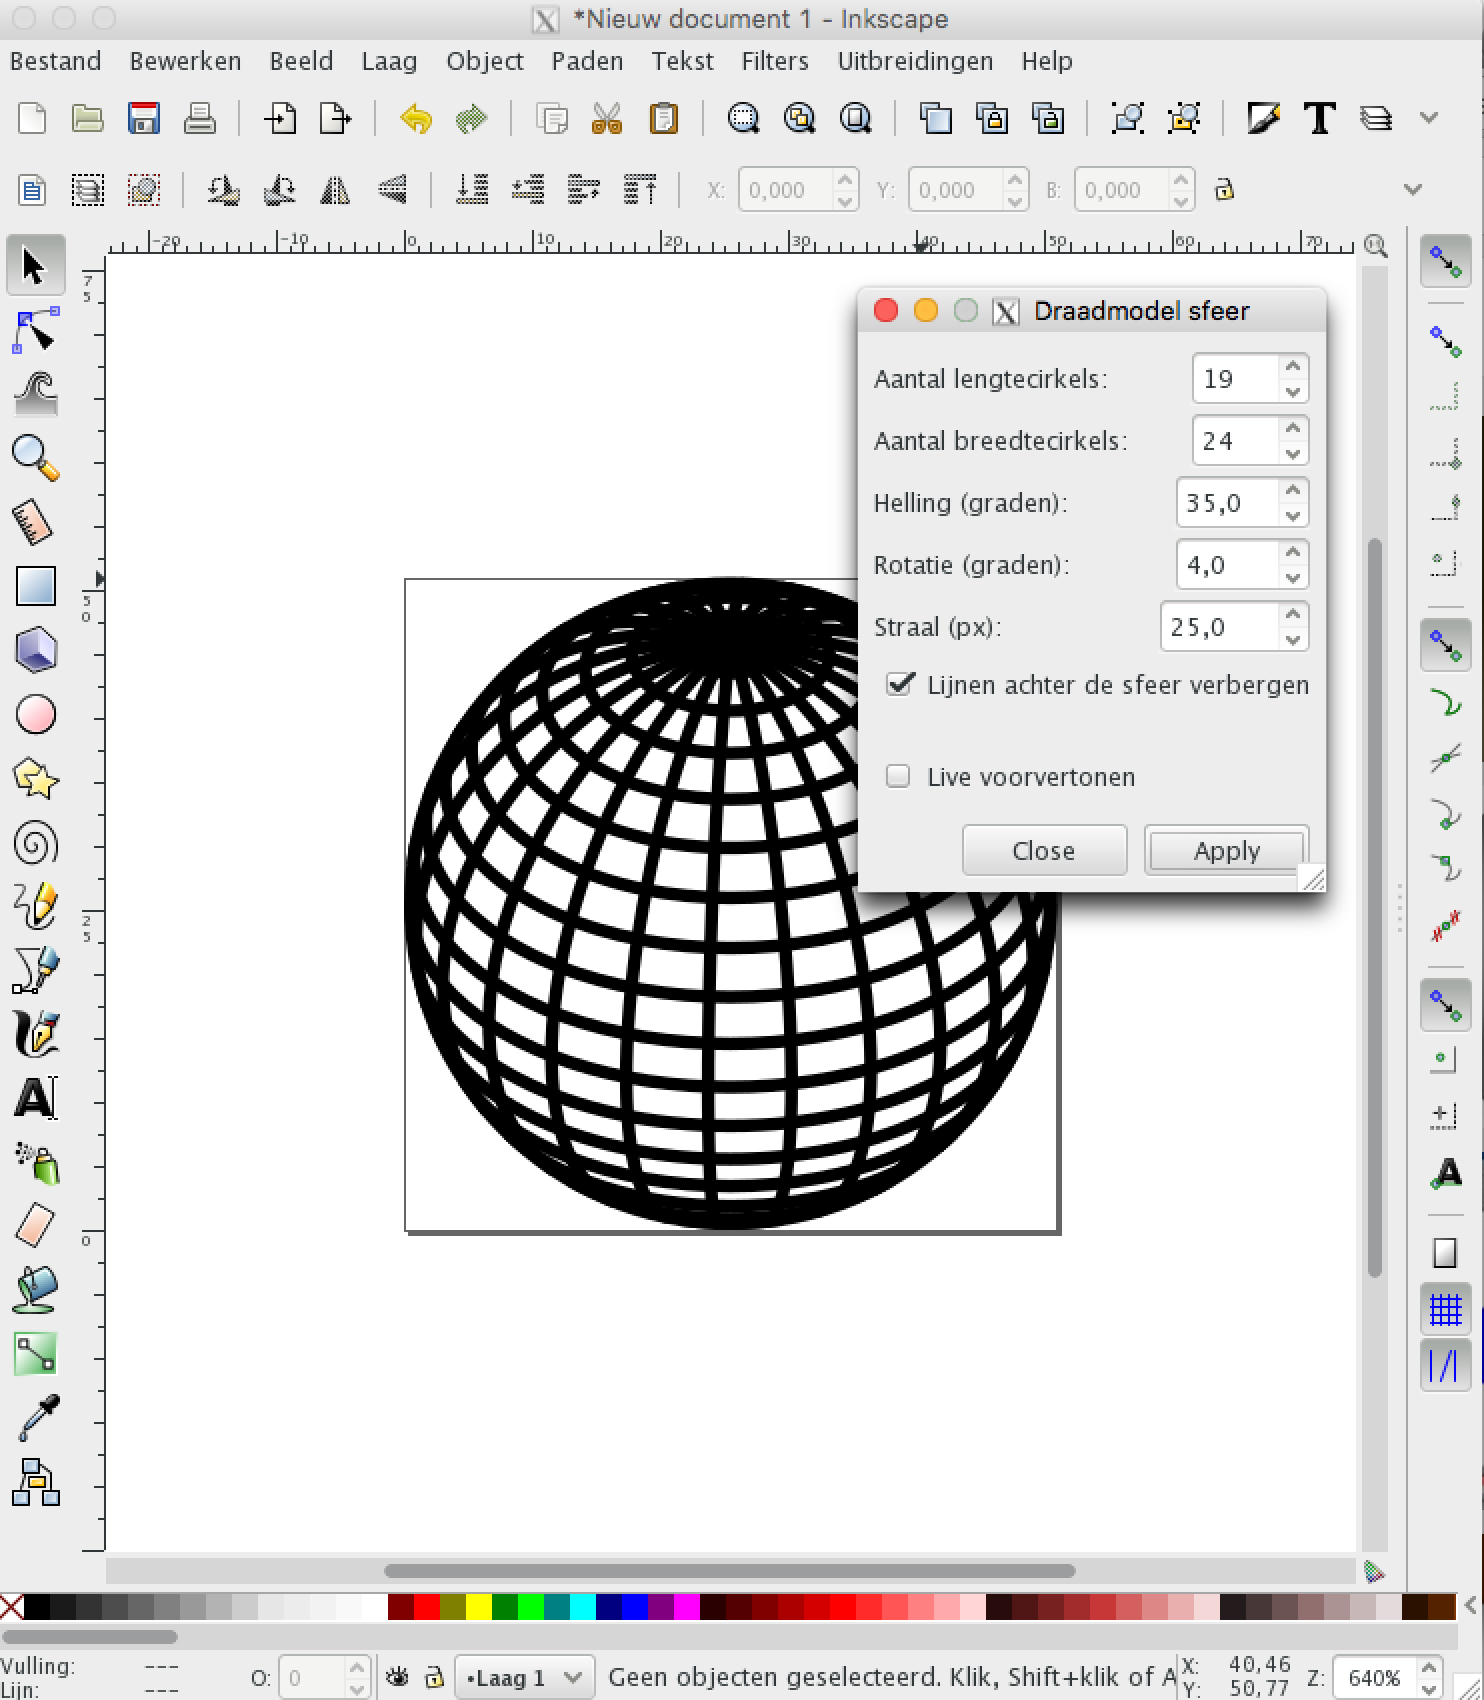 *Nieuw document 1 - Inkscape
Bestand Bewerken Beeld Laag Object Paden Tekst Filters Uitbreidingen Help
X: 0,000 Y: 0,000 B: 0,000
-20 -10 0 10 20 30 40 50 60 70
75
50
25
0
Draadmodel sfeer
Aantal lengtecirkels: 19
Aantal breedtecirkels: 24
Helling (graden): 35,0
Rotatie (graden): 4,0
Straal (px): 25,0
Lijnen achter de sfeer verbergen
Live voorvertonen
Close Apply
Vulling: ---
Lijn: ---
O: 0
•Laag 1
Geen objecten geselecteerd. Klik, Shift+klik of A
X: 40,46
Y: 50,77
Z: 640%